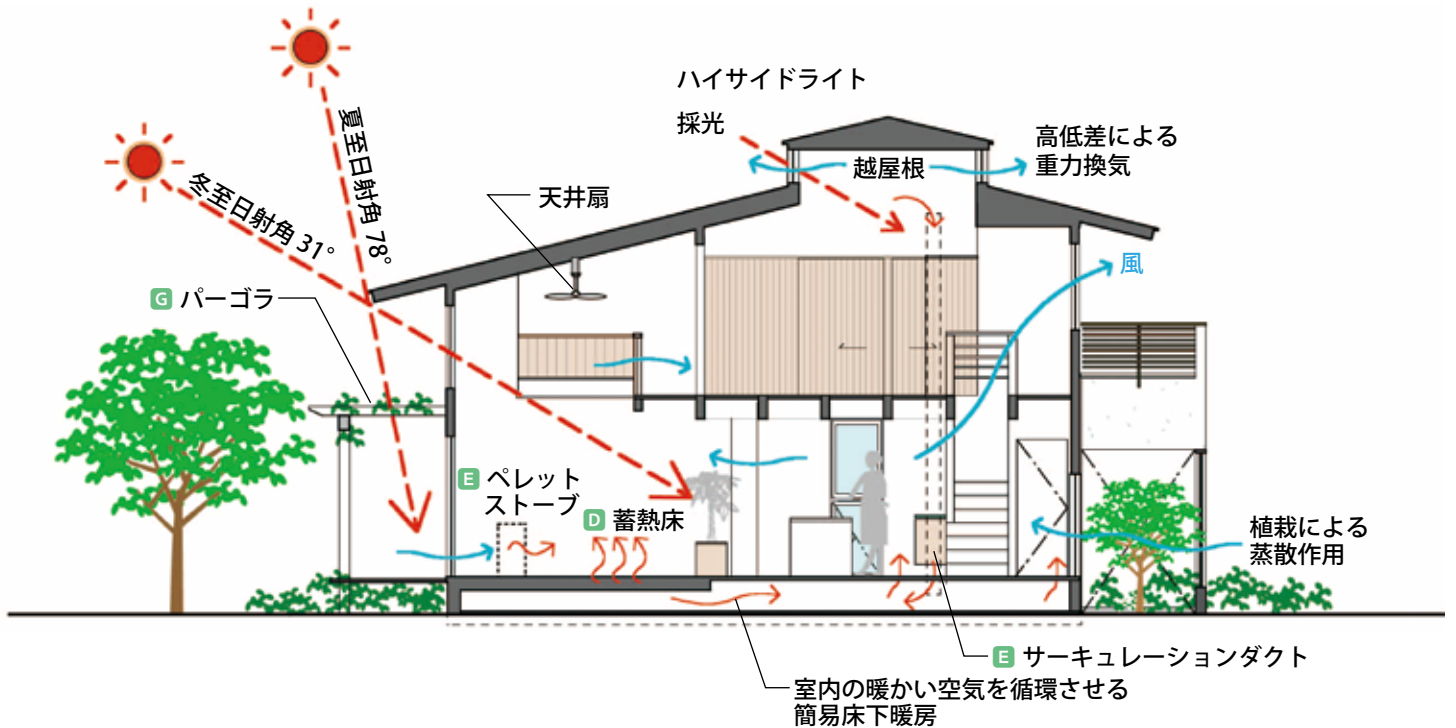 ハイサイドライト
採光
夏至日射角 78°
冬至日射角 31°
高低差による
重力換気
越屋根
天井扇
風
G パーゴラ
E ペレット
ストーブ
D 蓄熱床
植栽による
蒸散作用
E サーキュレーションダクト
室内の暖かい空気を循環させる
簡易床下暖房